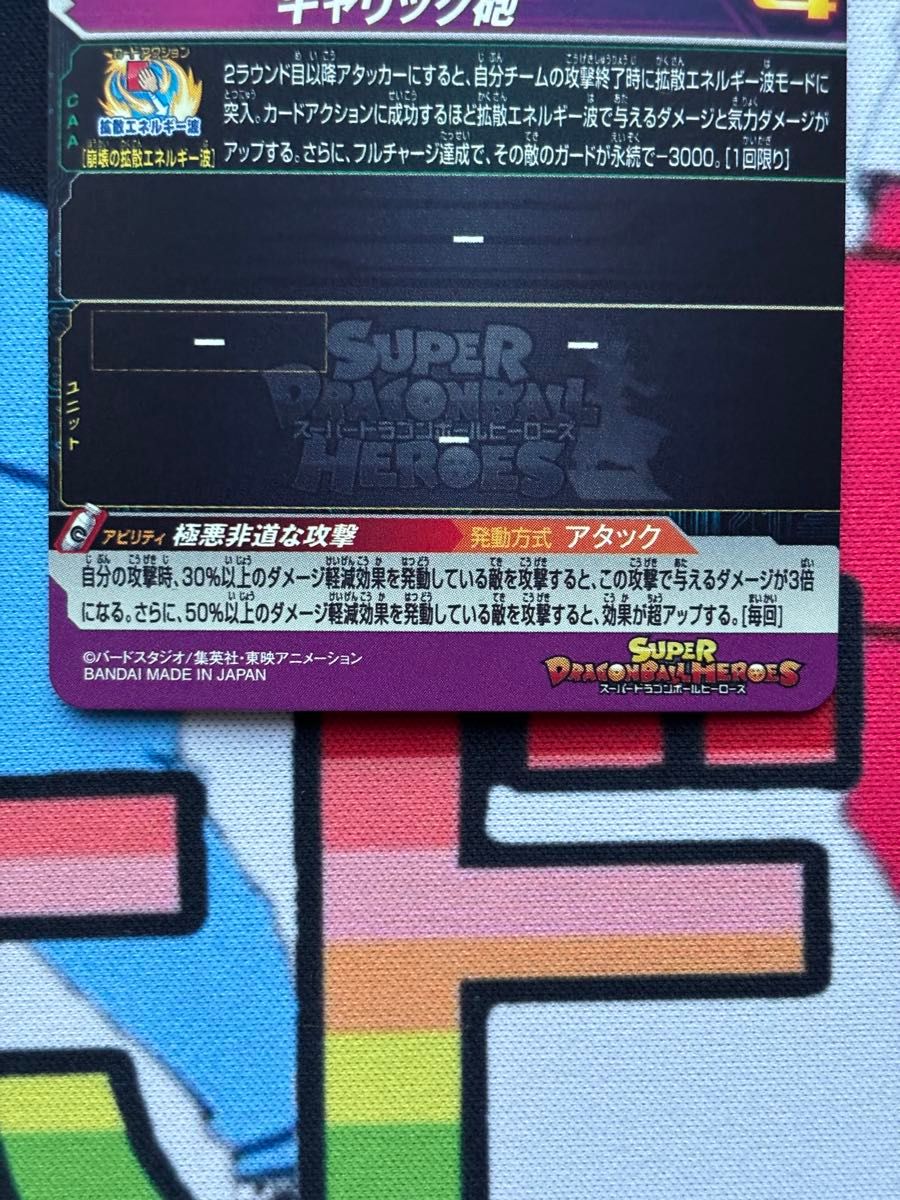 ギャリック砲
4
カードアクション
拡散エネルギー波
CAA
[崩壊の拡散エネルギー波]
2ラウンド目以降アタッカーにすると、自分チームの攻撃終了時に拡散エネルギー波モードに
突入。カードアクションに成功するほど拡散エネルギー波で与えるダメージと気力ダメージが
アップする。さらに、フルチャージ達成で、その敵のガードが永続で-3000。[1回限り]
ー
ユニット
ー
ー
ー
SUPER
DRAGONBALL
スーパードラゴンボールヒーローズ
HEROES
アビリティ 極悪非道な攻撃 発動方式 アタック
自分の攻撃時、30%以上のダメージ軽減効果を発動している敵を攻撃すると、この攻撃で与えるダメージが3倍
になる。さらに、50%以上のダメージ軽減効果を発動している敵を攻撃すると、効果が超アップする。[毎回]
©バードスタジオ/集英社・東映アニメーション
BANDAI MADE IN JAPAN
SUPER
DRAGONBALL HEROES
スーパードラゴンボールヒーローズ